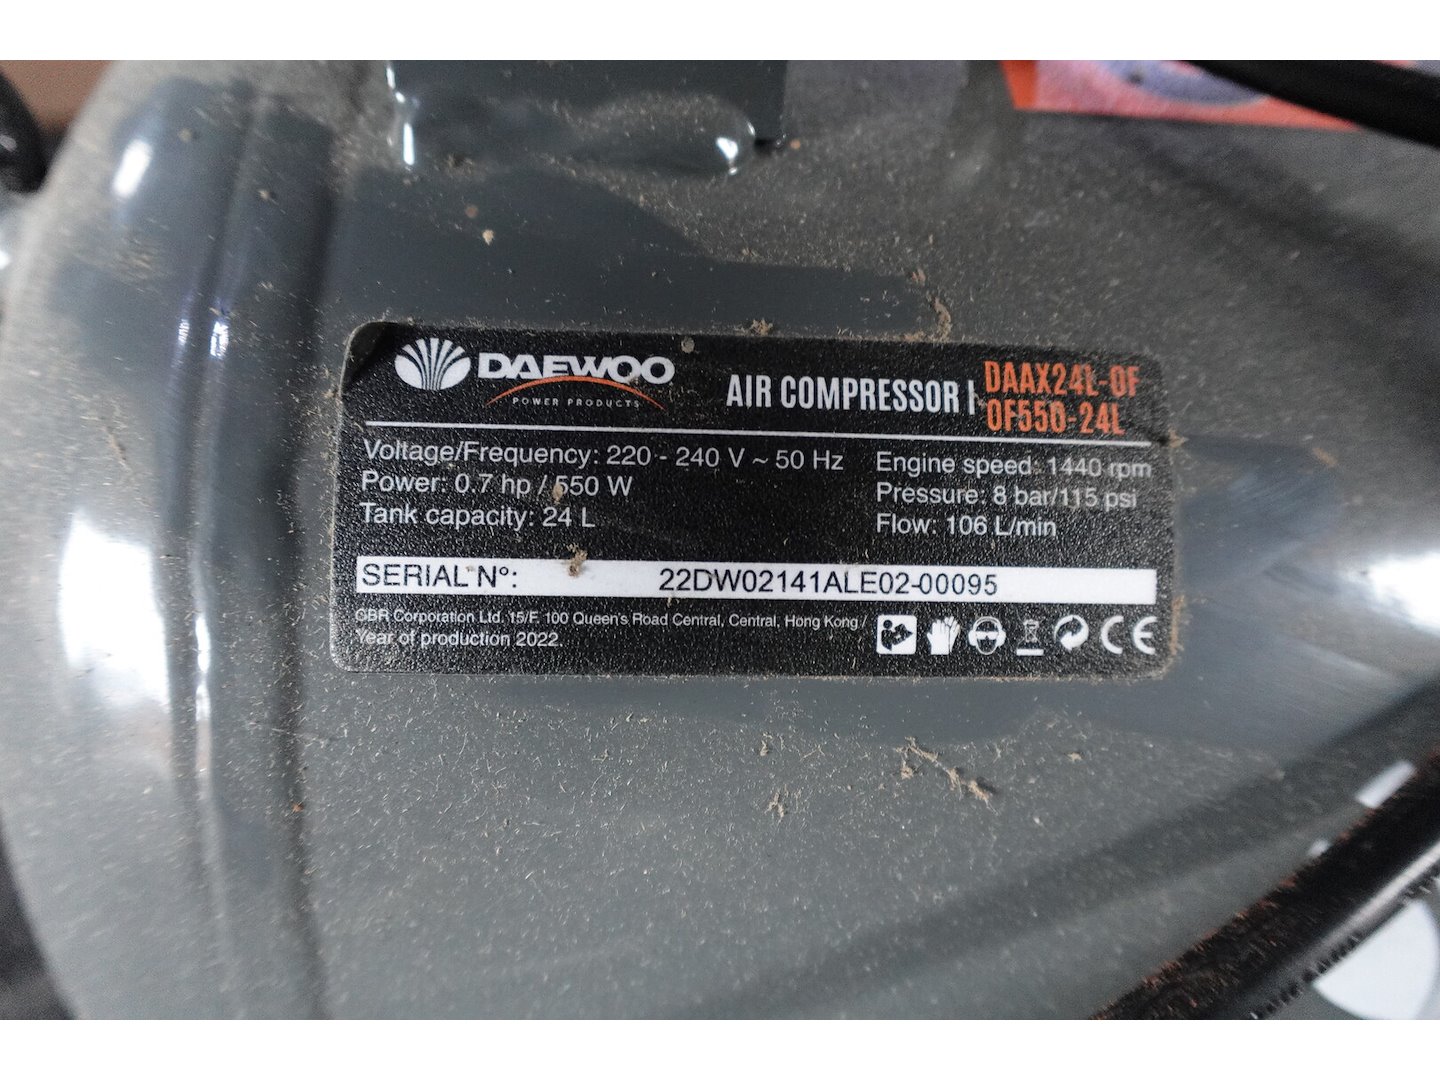 DAEWOO
POWER PRODUCTS
AIR COMPRESSOR |
DAAX24L-OF
OF550-24L
Voltage/Frequency: 220 - 240 V ~ 50 Hz
Power: 0.7 hp / 550 W
Tank capacity: 24 L
Engine speed: 1440 rpm
Pressure: 8 bar/115 psi
Flow: 106 L/min
SERIAL N°: 22DW02141ALE02-00095
GBR Corporation Ltd. 15/F. 100 Queen's Road Central, Central, Hong Kong /
Year of production 2022.
CE